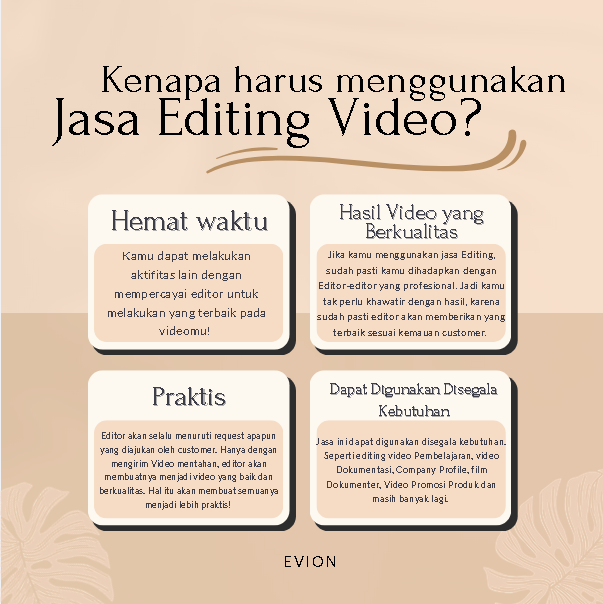 Kenapa harus menggunakan
Jasa Editing Video?
Hemat waktu
Kamu dapat melakukan
aktifitas lain dengan
mempercayai editor untuk
melakukan yang terbaik pada
videomu!
Hasil Video yang
Berkualitas
Jika kamu menggunakan jasa Editing,
sudah pasti kamu dihadapkan dengan
Editor-editor yang profesional. Jadi kamu
tak perlu khawatir dengan hasil, karena
sudah pasti editor akan memberikan yang
terbaik sesuai kemauan customer.
Praktis
Editor akan selalu menuruti request apapun
yang diajukan oleh customer. Hanya dengan
mengirim Video mentahan, editor akan
membuatnya menjadi video yang baik dan
berkualitas. Hal itu akan membuat semuanya
menjadi lebih praktis!
Dapat Digunakan Disegala
Kebutuhan
Jasa ini dapat digunakan disegala kebutuhan.
Seperti editing video Pembelajaran, video
Dokumentasi, Company Profile, film
Dokumenter, Video Promosi Produk dan
masih banyak lagi.
EVION